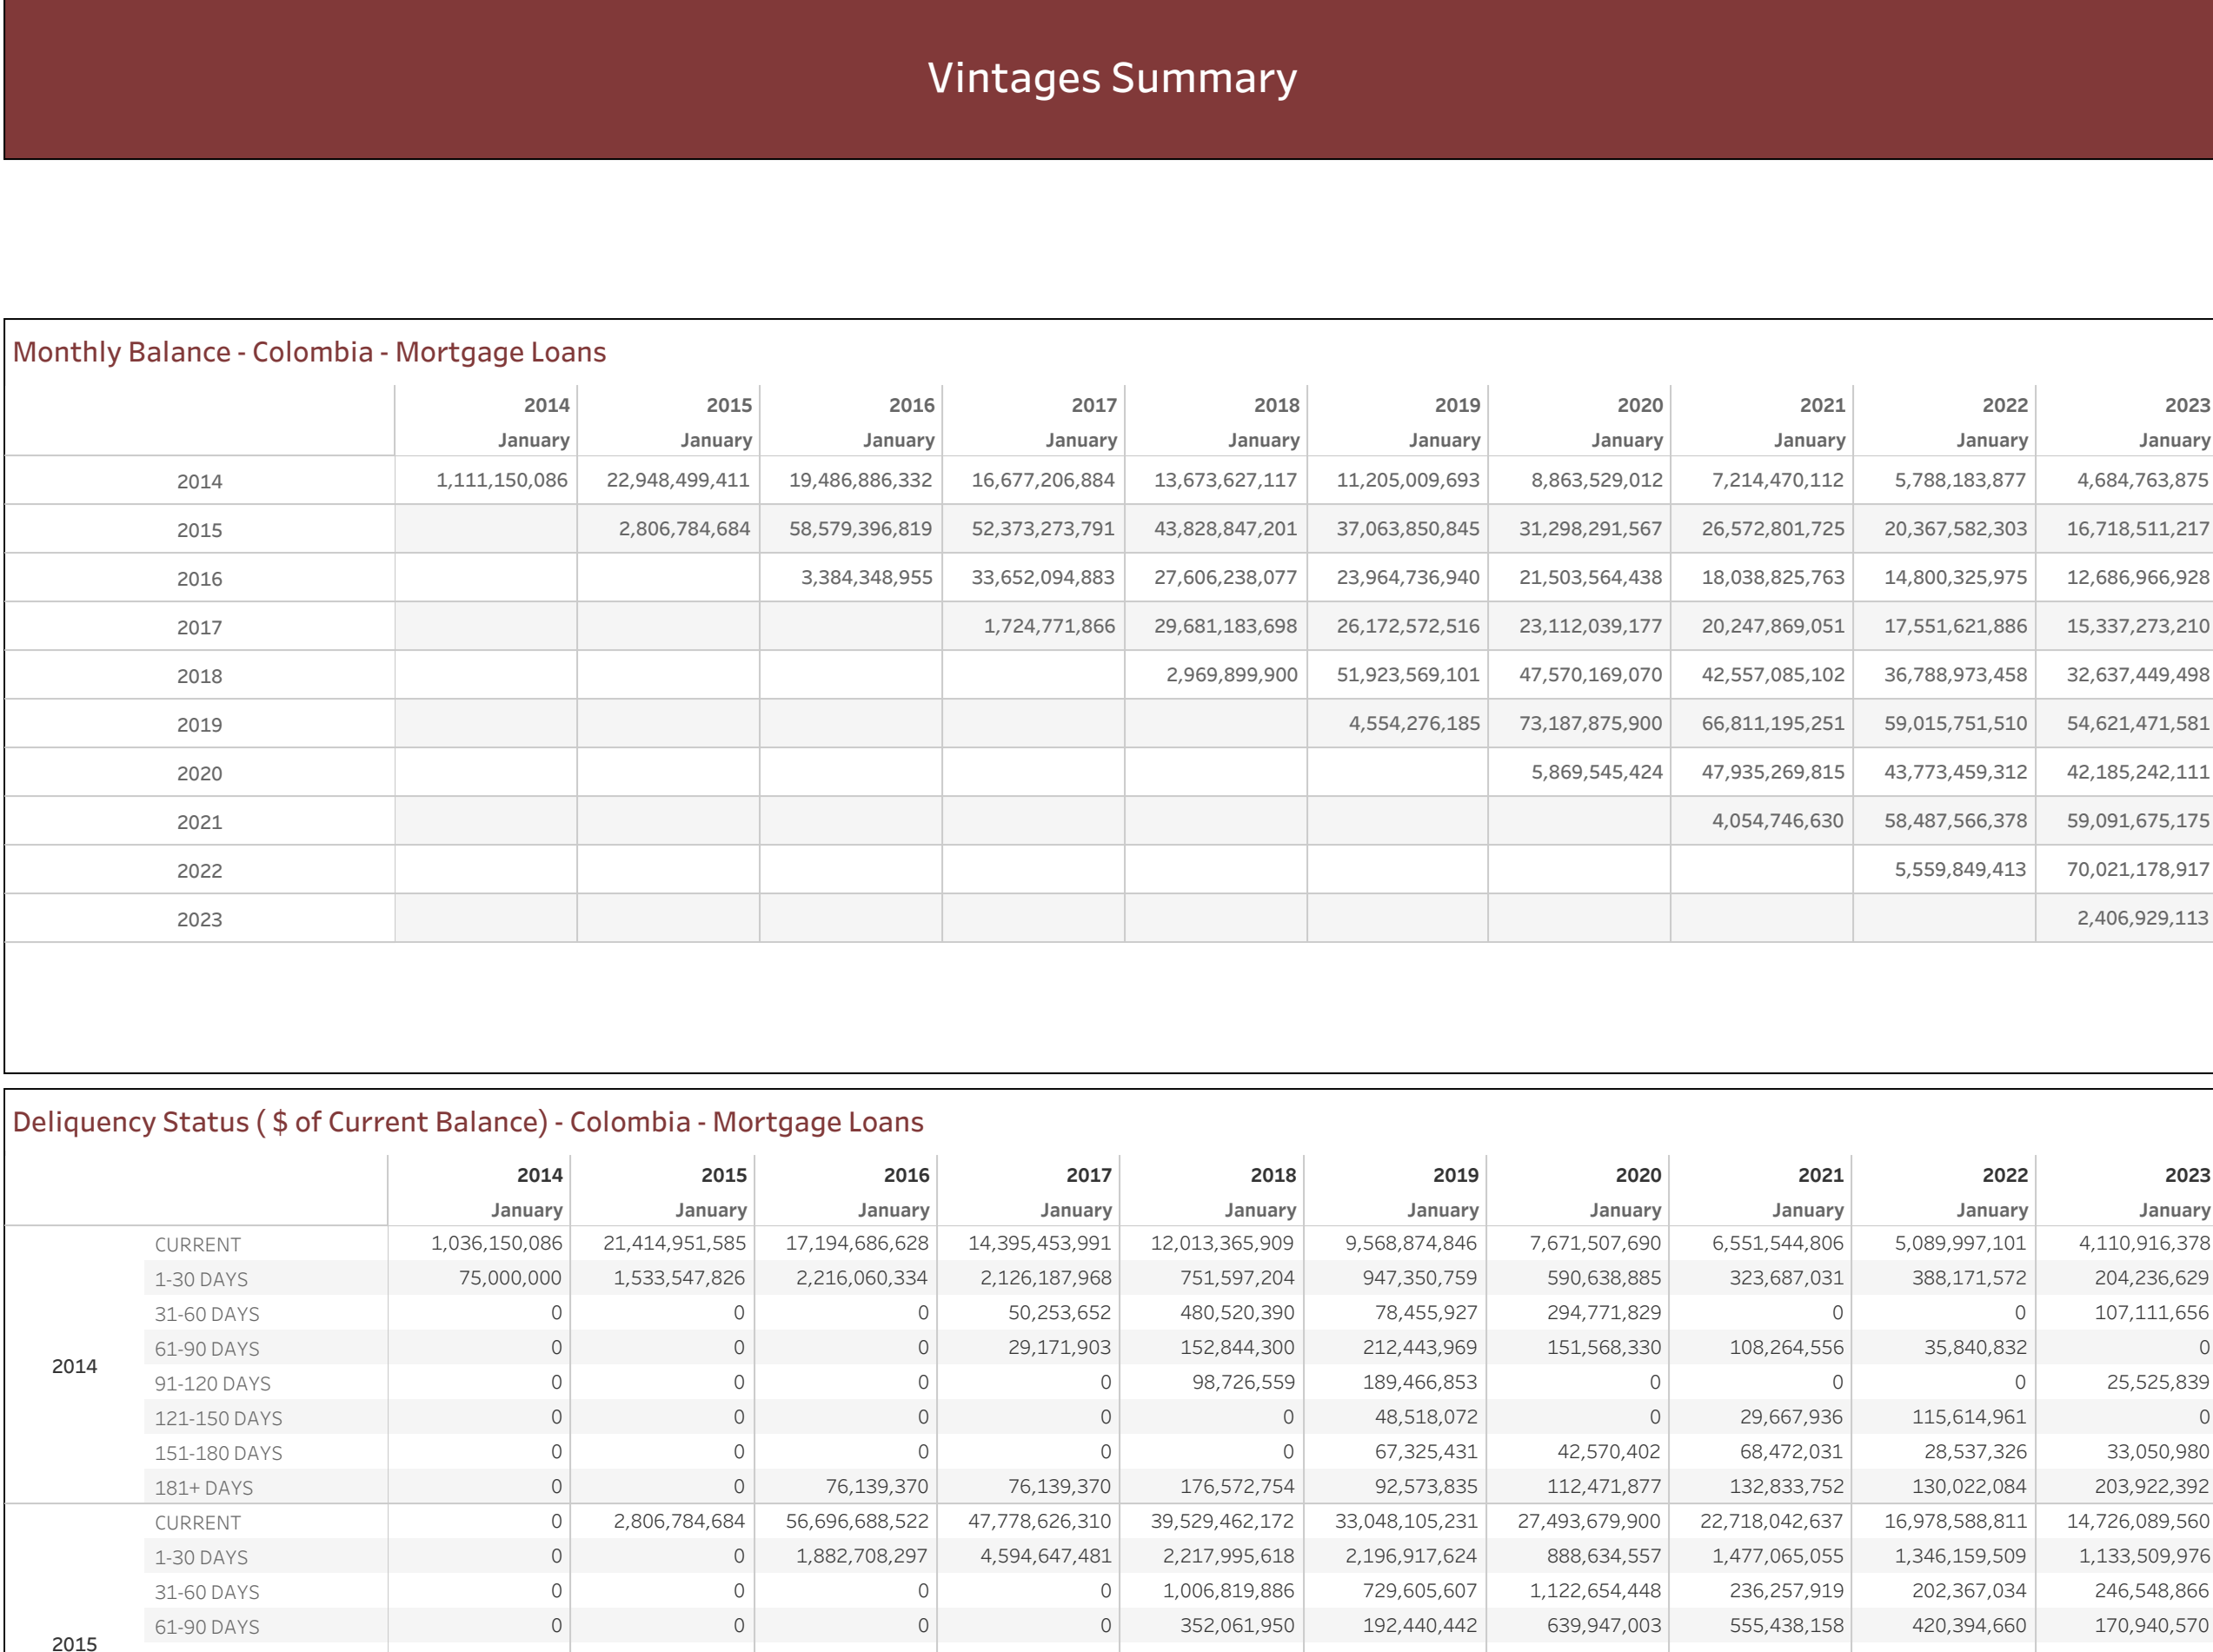 Vintages Summary
Monthly Balance - Colombia - Mortgage Loans
2014 2015 2016 2017 2018 2019 2020 2021 2022 2023
January January January January January January January January January January
2014 1,111,150,086 22,948,499,411 19,486,886,332 16,677,206,884 13,673,627,117 11,205,009,693 8,863,529,012 7,214,470,112 5,788,183,877 4,684,763,875
2015 2,806,784,684 58,579,396,819 52,373,273,791 43,828,847,201 37,063,850,845 31,298,291,567 26,572,801,725 20,367,582,303 16,718,511,217
2016 3,384,348,955 33,652,094,883 27,606,238,077 23,964,736,940 21,503,564,438 18,038,825,763 14,800,325,975 12,686,966,928
2017 1,724,771,866 29,681,183,698 26,172,572,516 23,112,039,177 20,247,869,051 17,551,621,886 15,337,273,210
2018 2,969,899,900 51,923,569,101 47,570,169,070 42,557,085,102 36,788,973,458 32,637,449,498
2019 4,554,276,185 73,187,875,900 66,811,195,251 59,015,751,510 54,621,471,581
2020 5,869,545,424 47,935,269,815 43,773,459,312 42,185,242,111
2021 4,054,746,630 58,487,566,378 59,091,675,175
2022 5,559,849,413 70,021,178,917
2023 2,406,929,113
Deliquency Status ( $ of Current Balance) - Colombia - Mortgage Loans
2014 2015 2016 2017 2018 2019 2020 2021 2022 2023
January January January January January January January January January January
CURRENT 1,036,150,086 21,414,951,585 17,194,686,628 14,395,453,991 12,013,365,909 9,568,874,846 7,671,507,690 6,551,544,806 5,089,997,101 4,110,916,378
1-30 DAYS 75,000,000 1,533,547,826 2,216,060,334 2,126,187,968 751,597,204 947,350,759 590,638,885 323,687,031 388,171,572 204,236,629
31-60 DAYS 0 0 0 50,253,652 480,520,390 78,455,927 294,771,829 0 0 107,111,656
61-90 DAYS 0 0 0 29,171,903 152,844,300 212,443,969 151,568,330 108,264,556 35,840,832 0
2014
91-120 DAYS 0 0 0 0 98,726,559 189,466,853 0 0 0 25,525,839
121-150 DAYS 0 0 0 0 0 48,518,072 0 29,667,936 115,614,961 0
151-180 DAYS 0 0 0 0 0 67,325,431 42,570,402 68,472,031 28,537,326 33,050,980
181+ DAYS 0 0 76,139,370 76,139,370 176,572,754 92,573,835 112,471,877 132,833,752 130,022,084 203,922,392
CURRENT 0 2,806,784,684 56,696,688,522 47,778,626,310 39,529,462,172 33,048,105,231 27,493,679,900 22,718,042,637 16,978,588,811 14,726,089,560
1-30 DAYS 0 0 1,882,708,297 4,594,647,481 2,217,995,618 2,196,917,624 888,634,557 1,477,065,055 1,346,159,509 1,133,509,976
31-60 DAYS 0 0 0 0 1,006,819,886 729,605,607 1,122,654,448 236,257,919 202,367,034 246,548,866
61-90 DAYS 0 0 0 0 352,061,950 192,440,442 639,947,003 555,438,158 420,394,660 170,940,570
2015